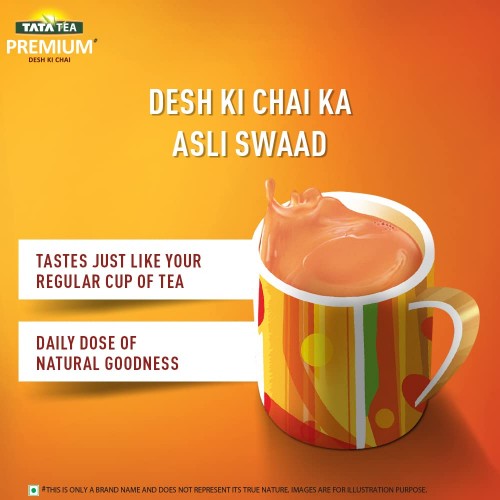 TATA TEA
PREMIUM#
DESH KI CHAI
DESH KI CHAI KA
ASLI SWAAD
TASTES JUST LIKE YOUR
REGULAR CUP OF TEA
DAILY DOSE OF
NATURAL GOODNESS
#THIS IS ONLY A BRAND NAME AND DOES NOT REPRESENT ITS TRUE NATURE. IMAGES ARE FOR ILLUSTRATION PURPOSE.